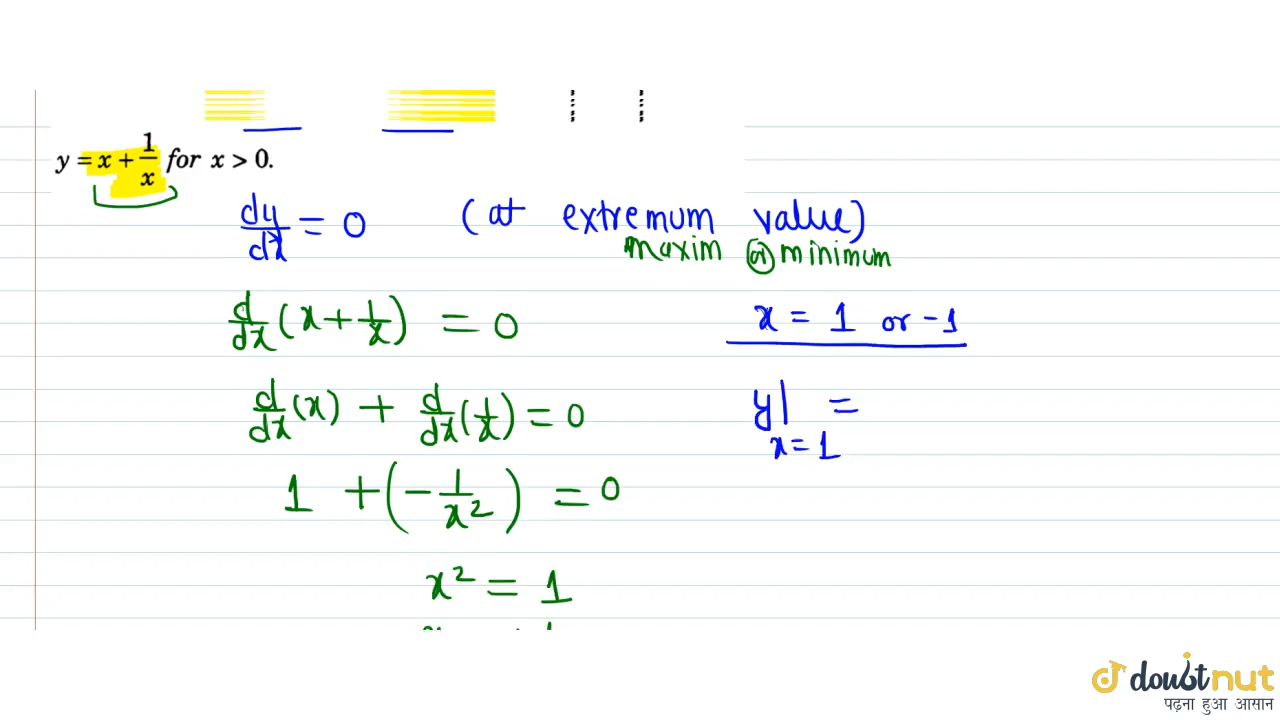 y = x + 1/x for x > 0.
dy/dx = 0 (at extremum value)
maxim or minimum
d/dx (x + 1/x) = 0
x = 1 or -1
d/dx (x) + d/dx (1/x) = 0
y| x=1 =
1 + (- 1/x²) = 0
x² = 1
doubtnut
पढ़ना हुआ आसान